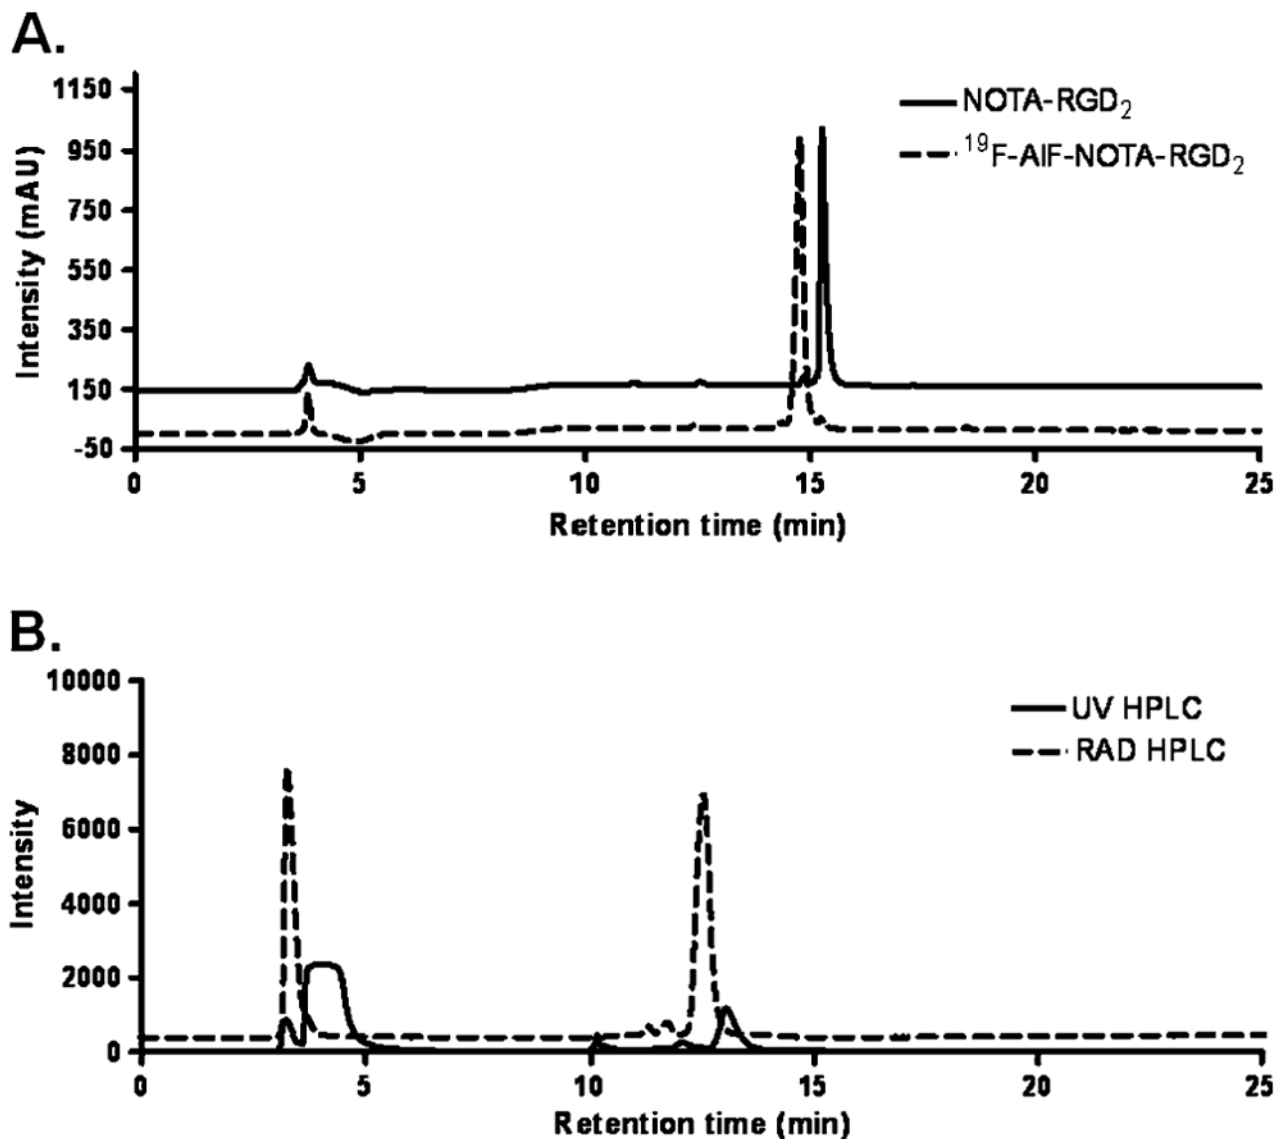 A.
Intensity (mAU)
1150
950
750
550
350
150
-50
NOTA-RGD₂
¹⁹F-AlF-NOTA-RGD₂
0 5 10 15 20 25
Retention time (min)
B.
Intensity
10000
8000
6000
4000
2000
0
UV HPLC
RAD HPLC
0 5 10 15 20 25
Retention time (min)